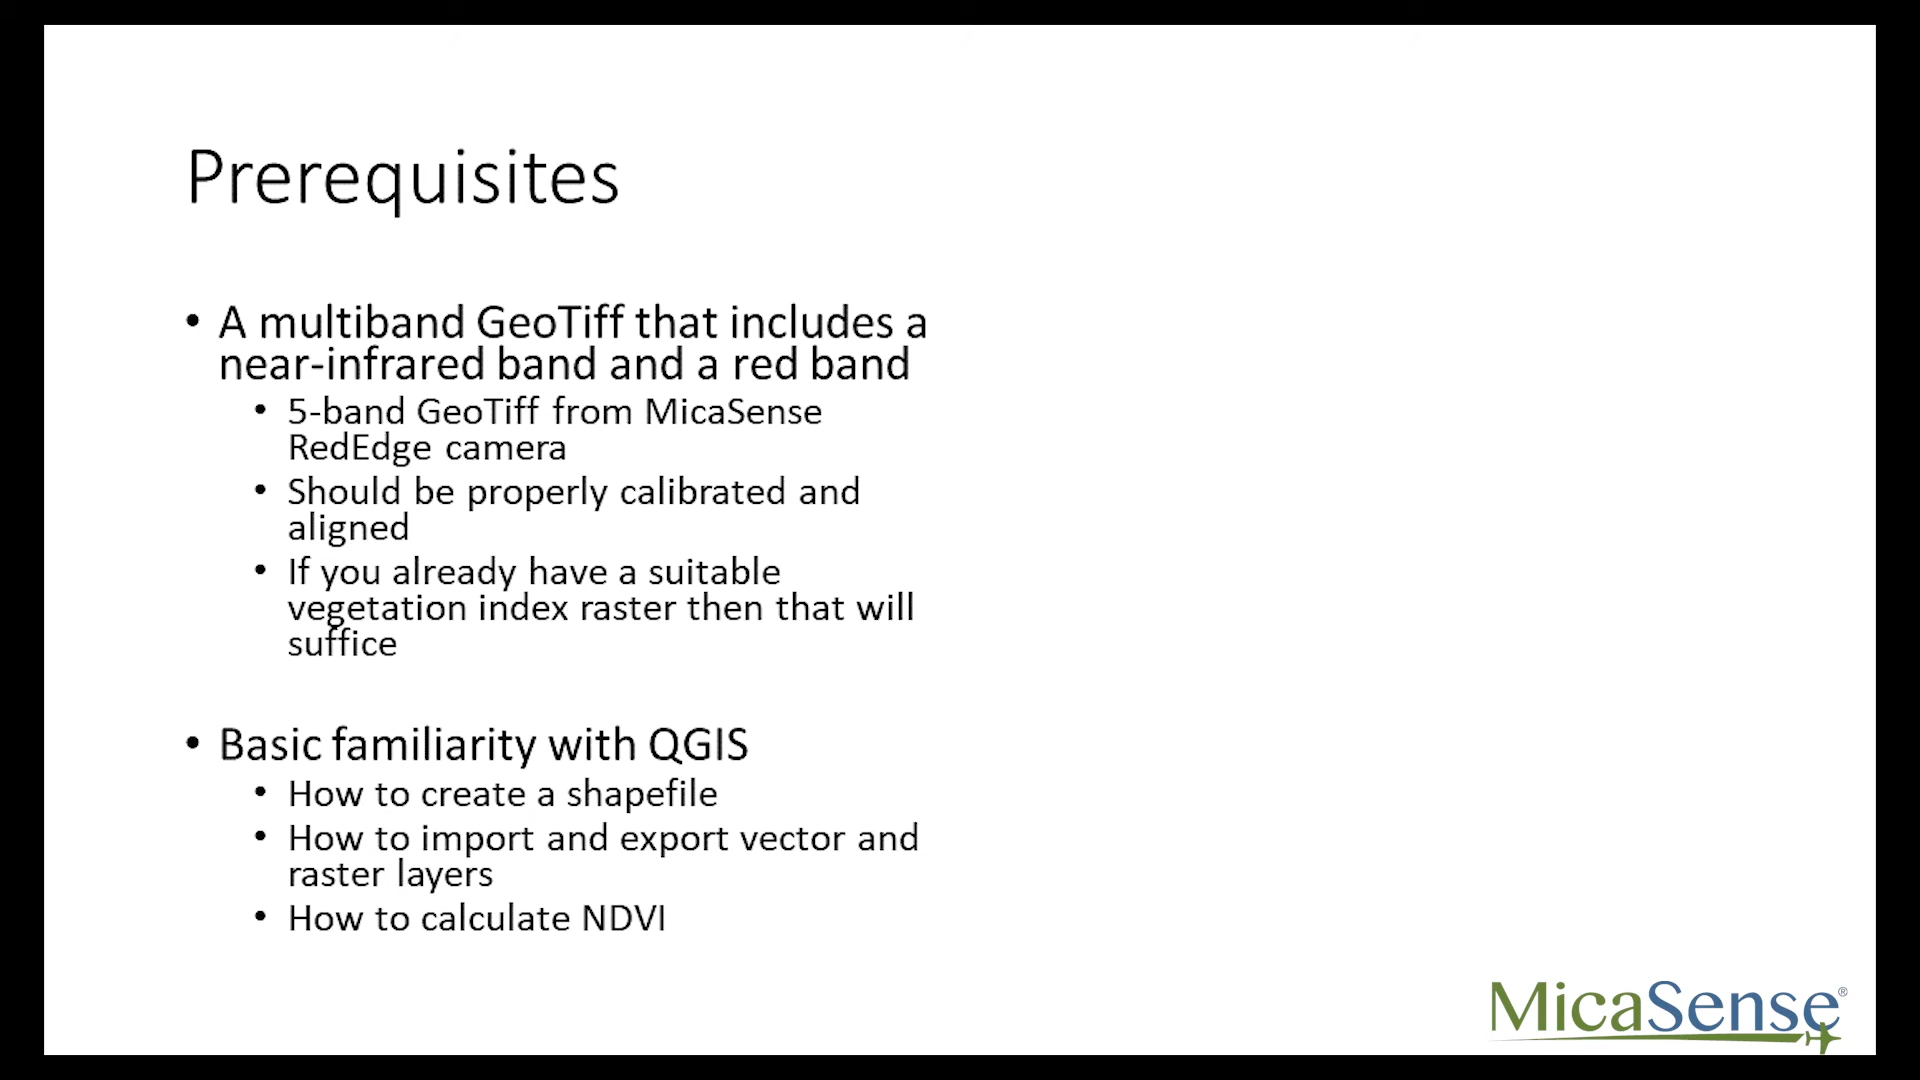 Prerequisites
• A multiband GeoTiff that includes a
near-infrared band and a red band
• 5-band GeoTiff from MicaSense
RedEdge camera
• Should be properly calibrated and
aligned
• If you already have a suitable
vegetation index raster then that will
suffice
• Basic familiarity with QGIS
• How to create a shapefile
• How to import and export vector and
raster layers
• How to calculate NDVI
MicaSense®